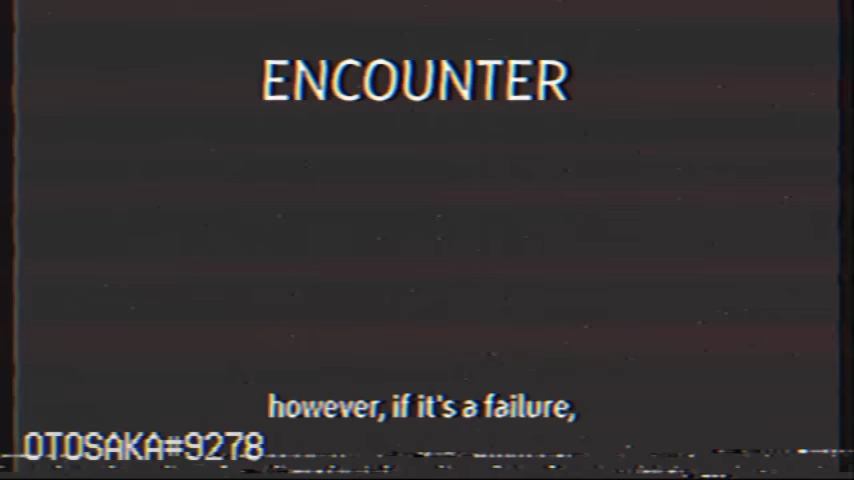 ENCOUNTER
however, if it's a failure,
OTOSAKA#9278